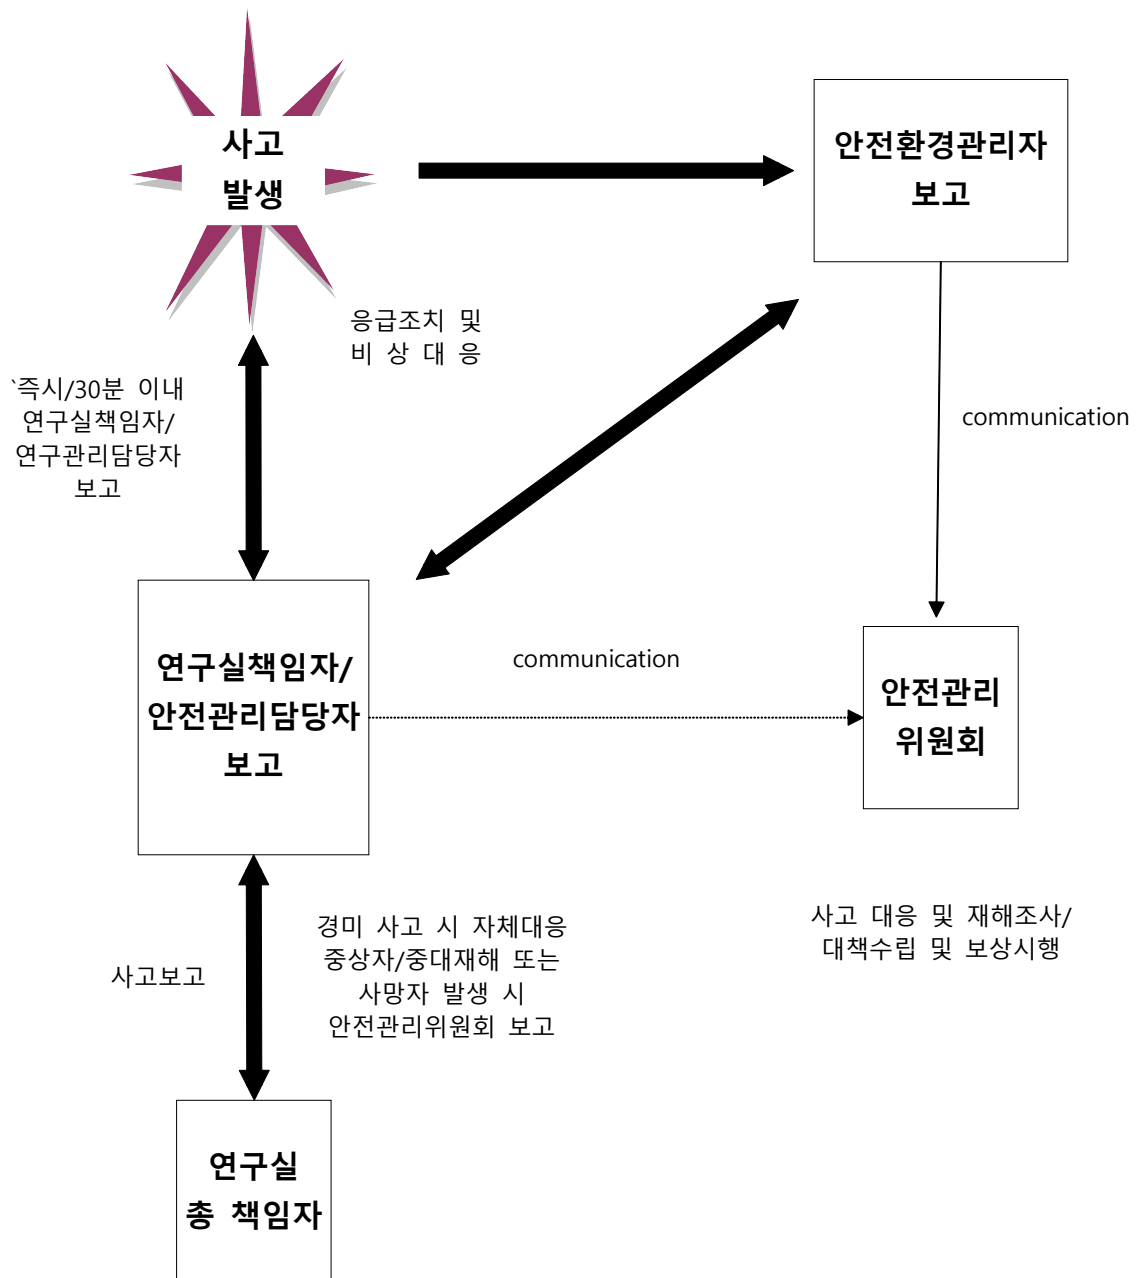 사고
발생
안전환경관리자
보고
응급조치 및
비 상 대 응
`즉시/30분 이내
연구실책임자/
연구관리담당자
보고
communication
연구실책임자/
안전관리담당자
보고
communication
안전관리
위원회
사고보고
경미 사고 시 자체대응
중상자/중대재해 또는
사망자 발생 시
안전관리위원회 보고
사고 대응 및 재해조사/
대책수립 및 보상시행
연구실
총 책임자